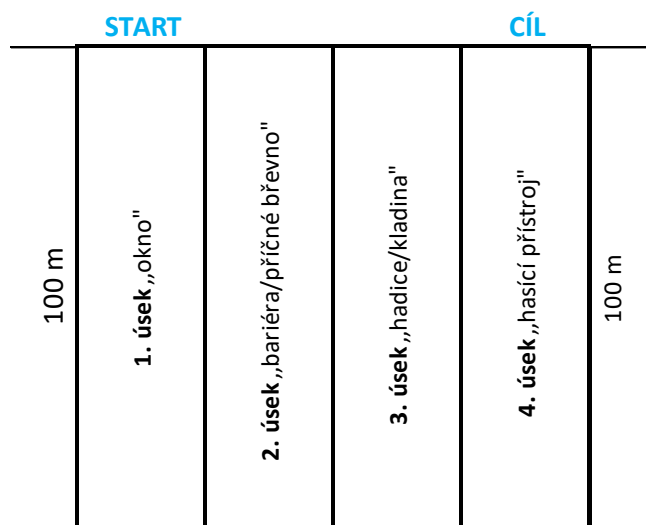 START
CÍL
100 m
1. úsek „okno"
2. úsek „bariéra/příčné břevno"
3. úsek „hadice/kladina"
4. úsek „hasící přístroj"
100 m